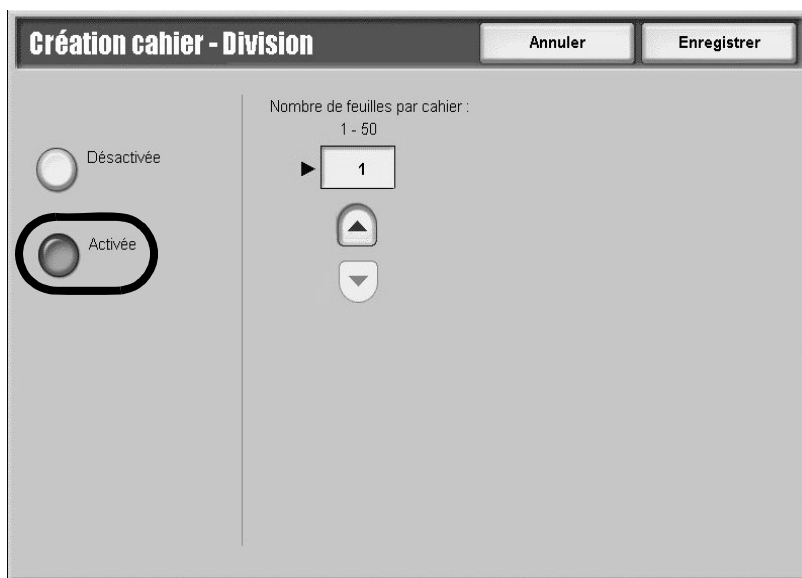 Création cahier - Division
Annuler
Enregistrer
Désactivée
Activée
Nombre de feuilles par cahier :
1 - 50
1